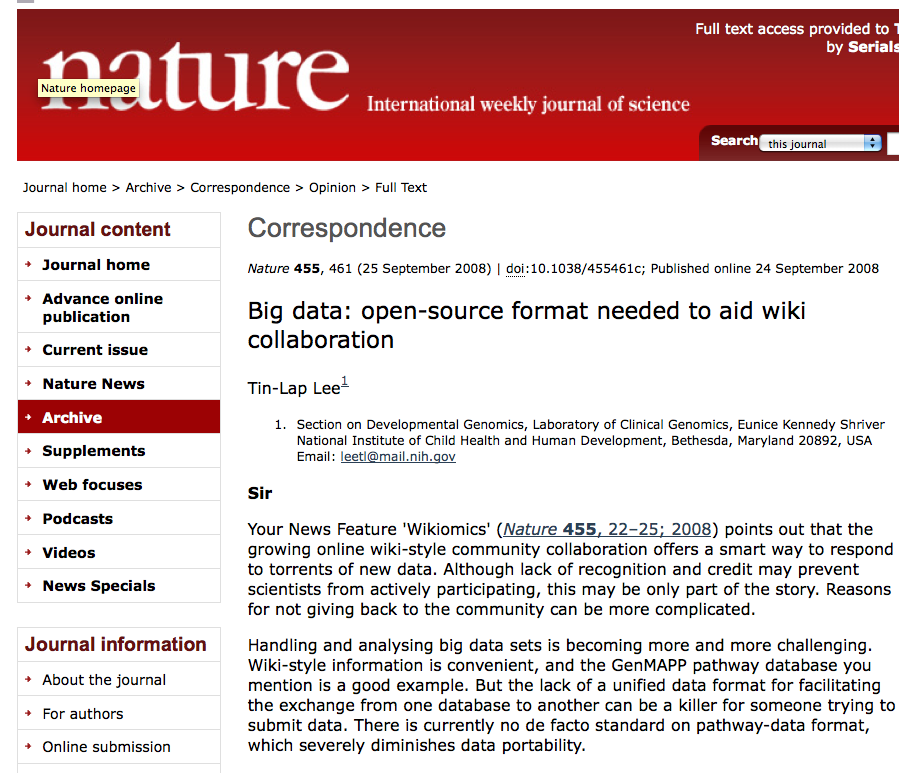 Full text access provided to T
by Serials
nature
Nature homepage
International weekly journal of science
Search this journal
Journal home > Archive > Correspondence > Opinion > Full Text
Journal content
Journal home
Advance online
publication
Current issue
Nature News
Archive
Supplements
Web focuses
Podcasts
Videos
News Specials
Journal information
About the journal
For authors
Online submission
Correspondence
Nature 455, 461 (25 September 2008) | doi:10.1038/455461c; Published online 24 September 2008
Big data: open-source format needed to aid wiki
collaboration
Tin-Lap Lee1
1. Section on Developmental Genomics, Laboratory of Clinical Genomics, Eunice Kennedy Shriver
National Institute of Child Health and Human Development, Bethesda, Maryland 20892, USA
Email: leetl@mail.nih.gov
Sir
Your News Feature 'Wikiomics' (Nature 455, 22–25; 2008) points out that the
growing online wiki-style community collaboration offers a smart way to respond
to torrents of new data. Although lack of recognition and credit may prevent
scientists from actively participating, this may be only part of the story. Reasons
for not giving back to the community can be more complicated.
Handling and analysing big data sets is becoming more and more challenging.
Wiki-style information is convenient, and the GenMAPP pathway database you
mention is a good example. But the lack of a unified data format for facilitating
the exchange from one database to another can be a killer for someone trying to
submit data. There is currently no de facto standard on pathway-data format,
which severely diminishes data portability.